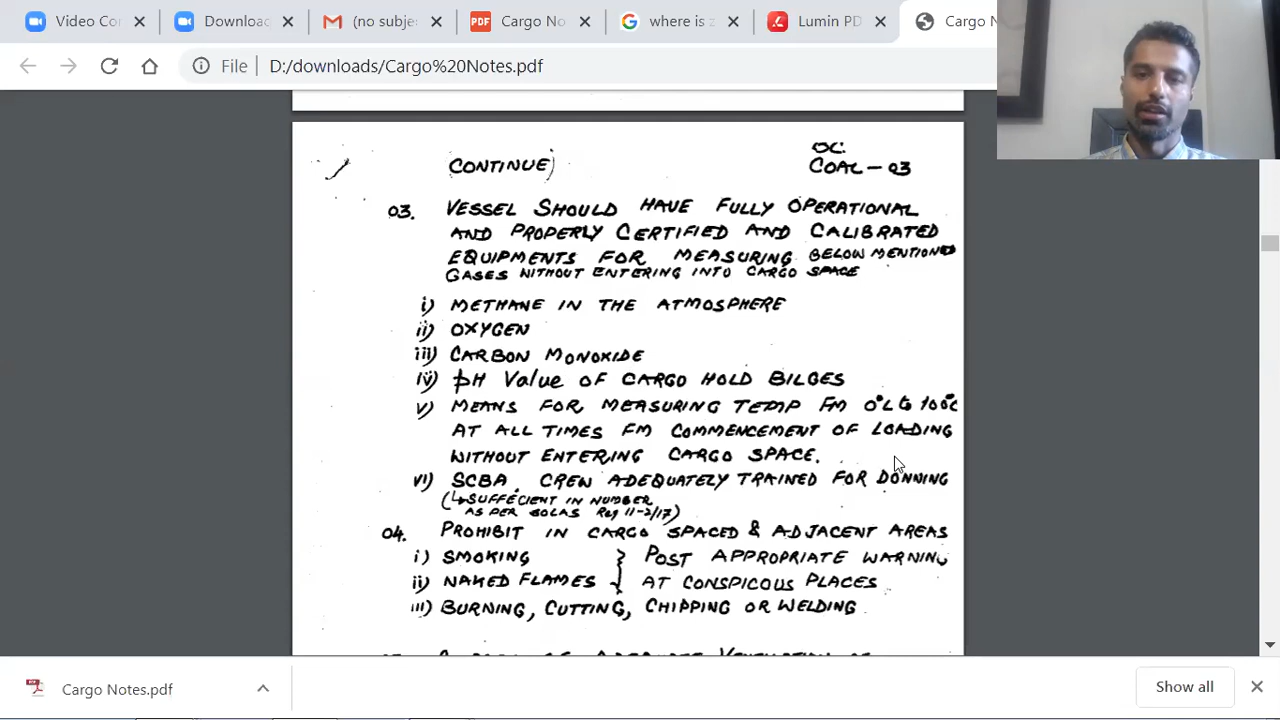 Video Con
Downloac
(no subje
Cargo No
where is z
Lumin PD
Cargo N
File D:/downloads/Cargo%20Notes.pdf
(CONTINUE)
OC.
COAL - 03
03. VESSEL SHOULD HAVE FULLY OPERATIONAL
AND PROPERLY CERTIFIED AND CALIBRATED
EQUIPMENTS FOR MEASURING BELOW MENTIONED
GASES WITHOUT ENTERING INTO CARGO SPACE
i) METHANE IN THE ATMOSPHERE
ii) OXYGEN
iii) CARBON MONOXIDE
iv) pH Value OF CARGO HOLD BILGES
v) MEANS FOR MEASURING TEMP FM 0°C to 100°C
AT ALL TIMES FM COMMENCEMENT OF LOADING
WITHOUT ENTERING CARGO SPACE.
vi) SCBA. CREW ADEQUATELY TRAINED FOR DONNING
(↳SUFFECIENT IN NUMBER
AS PER SOLAS Reg 11-2/17)
04. PROHIBIT IN CARGO SPACED & ADJACENT AREAS
i) SMOKING } POST APPROPRIATE WARNING
ii) NAKED FLAMES AT CONSPICOUS PLACES
iii) BURNING, CUTTING, CHIPPING OR WELDING
Cargo Notes.pdf
Show all